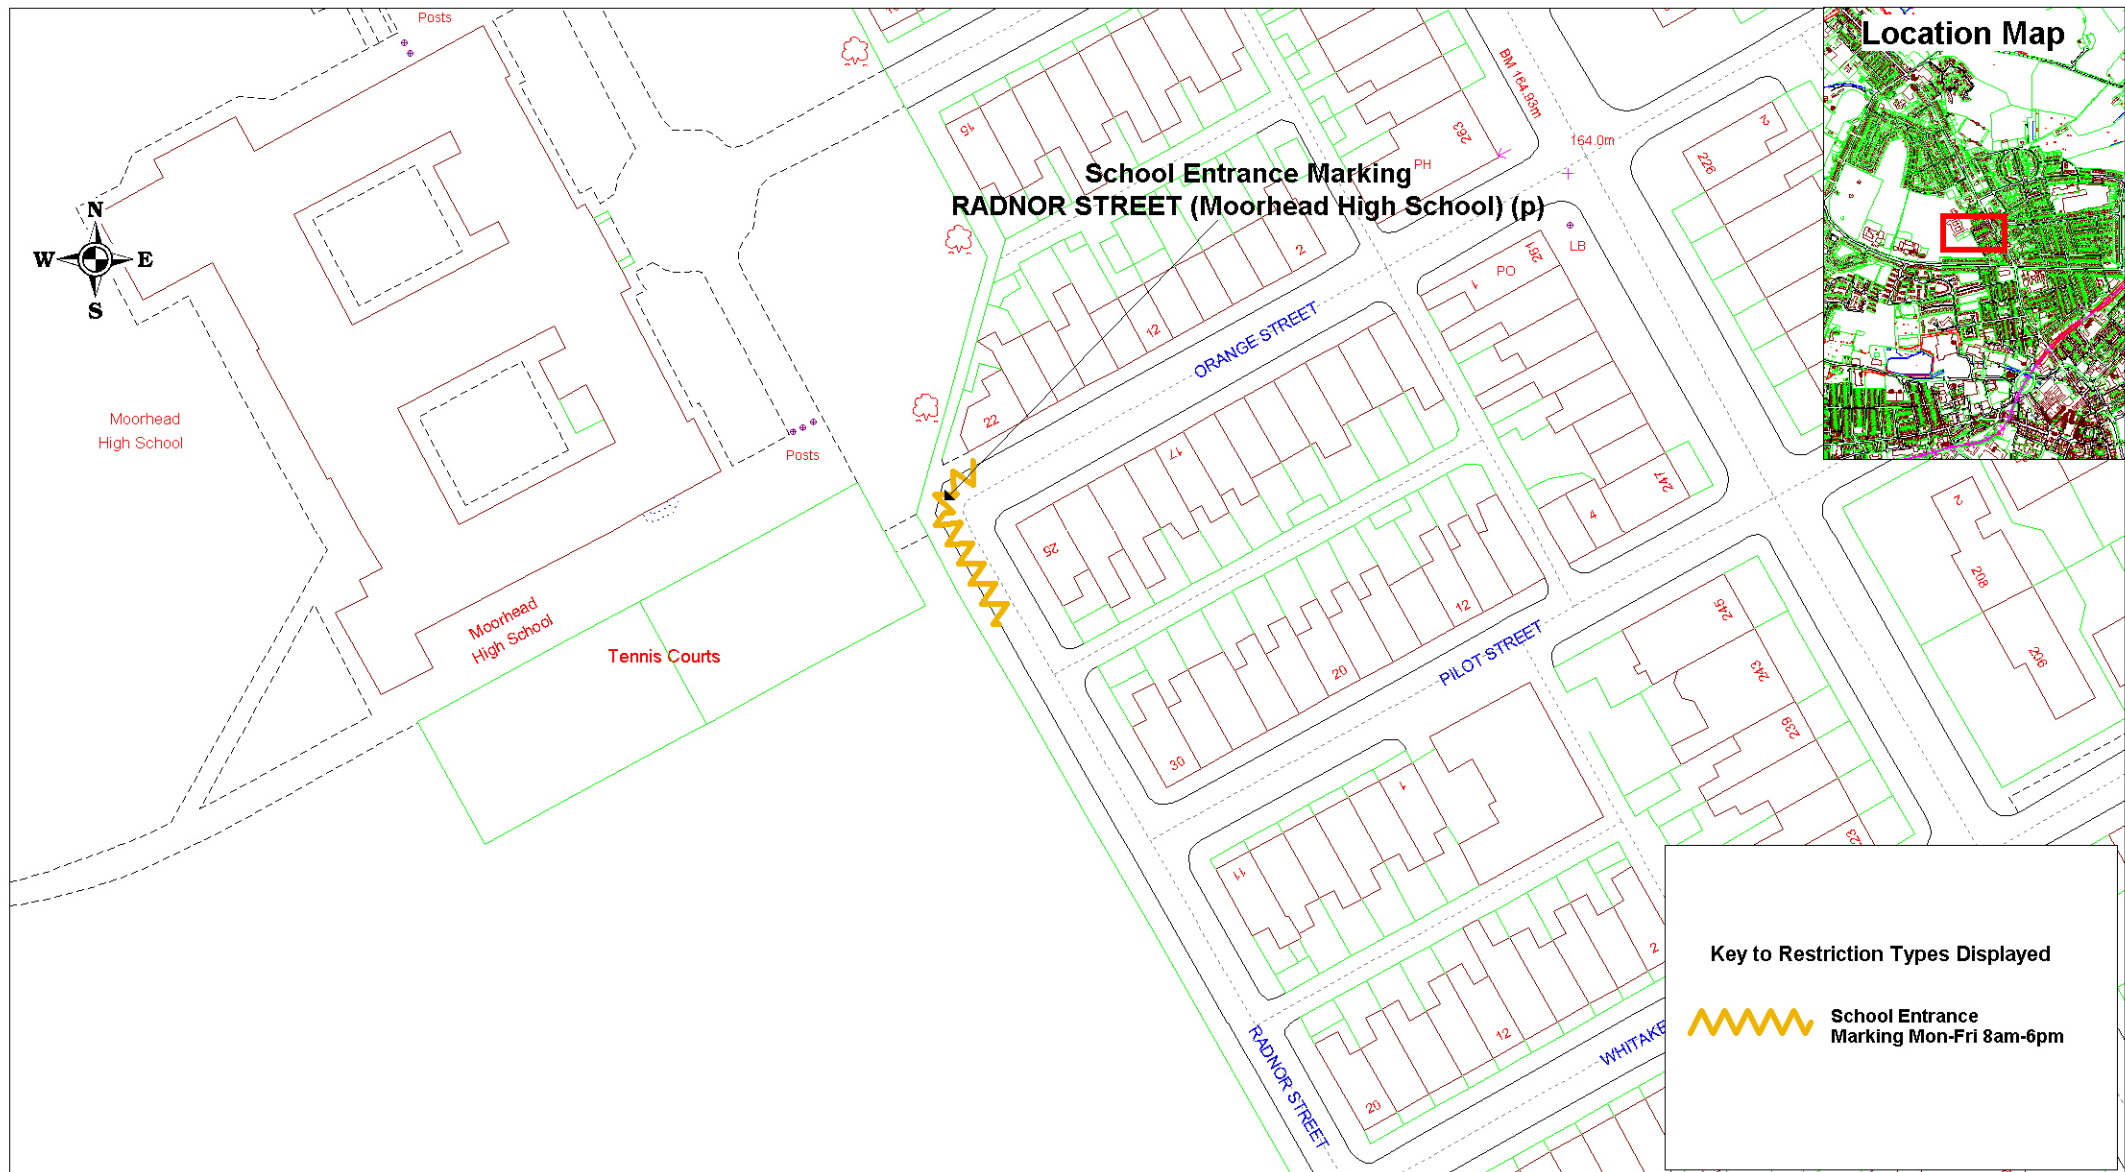 Posts
Location Map
BM 164.93m
164.0m
15
263
PH
2
226
School Entrance Marking
RADNOR STREET (Moorhead High School) (p)
N
W
E
S
2
261
LB
PO
1
12
ORANGE STREET
Moorhead
High School
22
Posts
17
247
4
25
2
208
206
12
245
243
239
Moorhead
High School
Tennis Courts
PILOT STREET
20
30
1
11
23
2
Key to Restriction Types Displayed
School Entrance
Marking Mon-Fri 8am-6pm
12
WHITAKE
RADNOR STREET
20